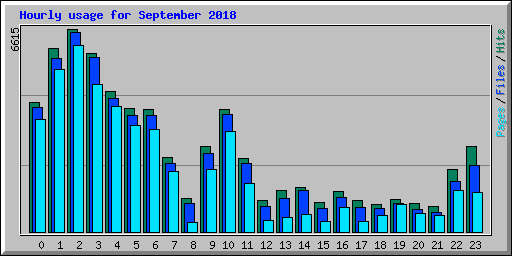 Hourly usage for September 2018
6615
Pages / Files / Hits
0 1 2 3 4 5 6 7 8 9 10 11 12 13 14 15 16 17 18 19 20 21 22 23